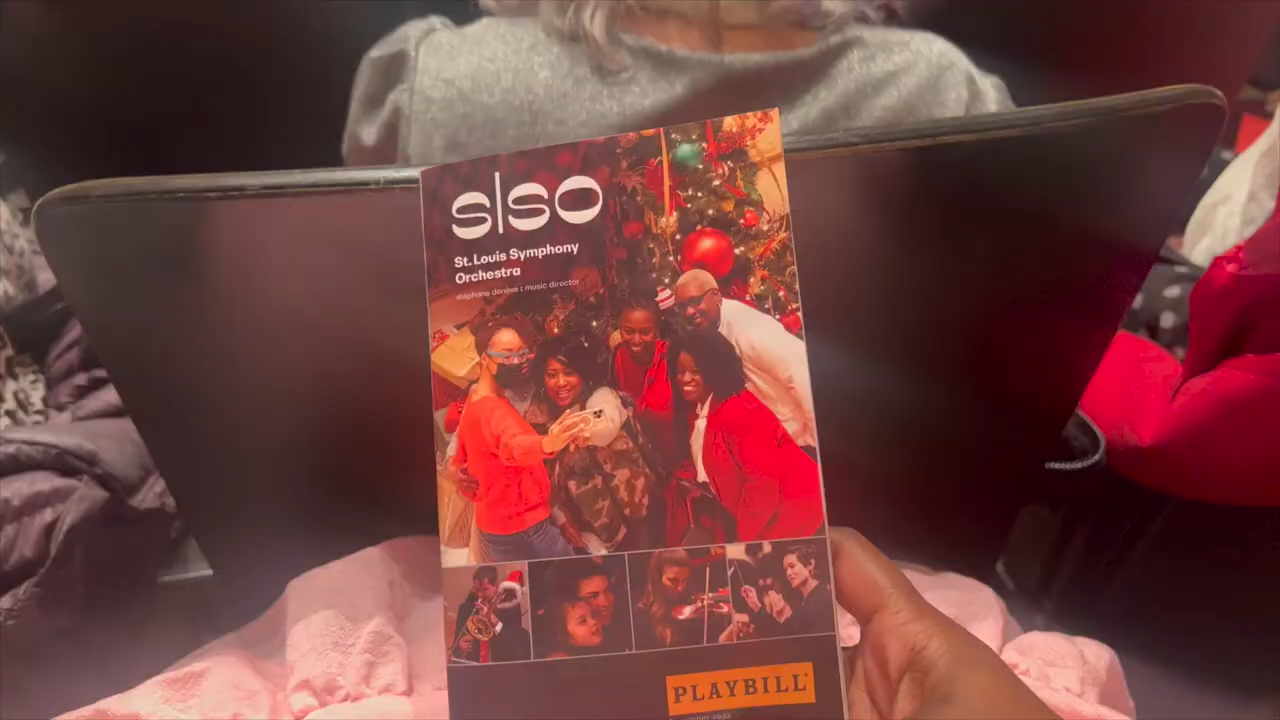 slso
St. Louis Symphony
Orchestra
stéphane denève : music director
PLAYBILL